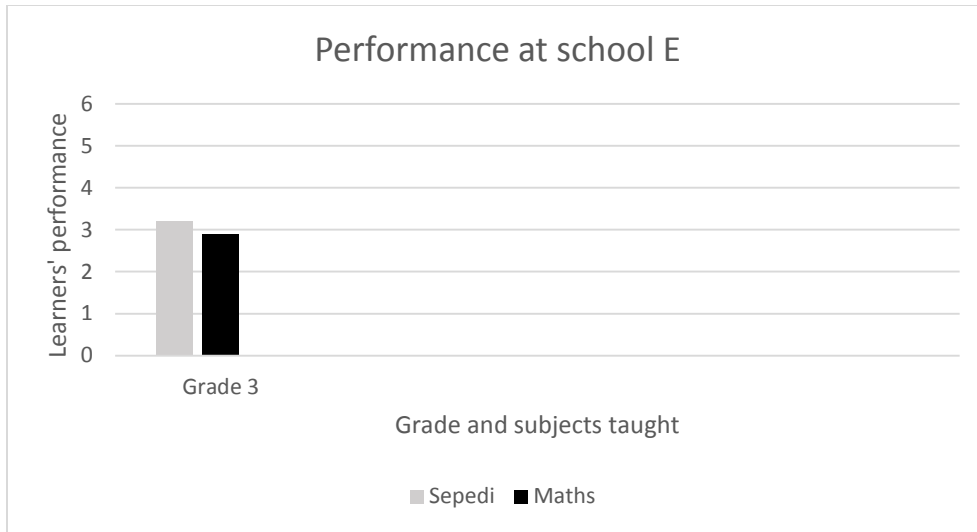 Performance at school E
Learners' performance
6
5
4
3
2
1
0
Grade 3
Grade and subjects taught
Sepedi Maths